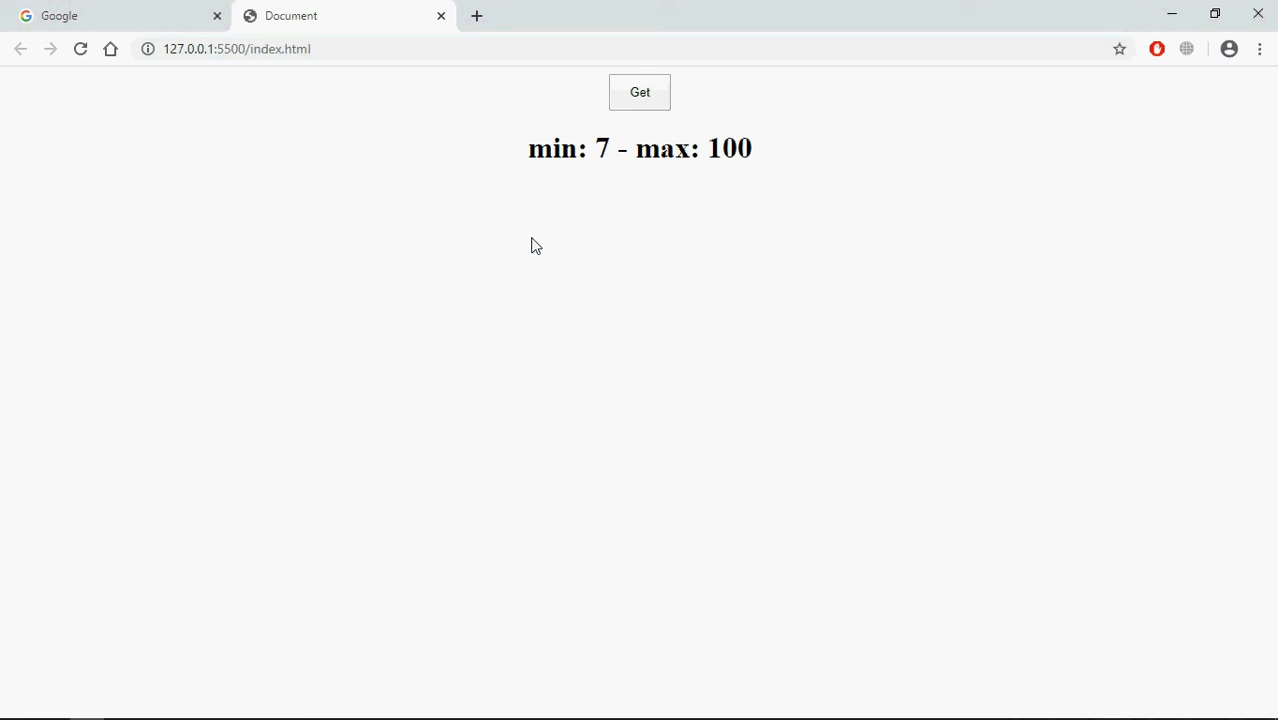 Google
Document
127.0.0.1:5500/index.html
Get
min: 7 - max: 100